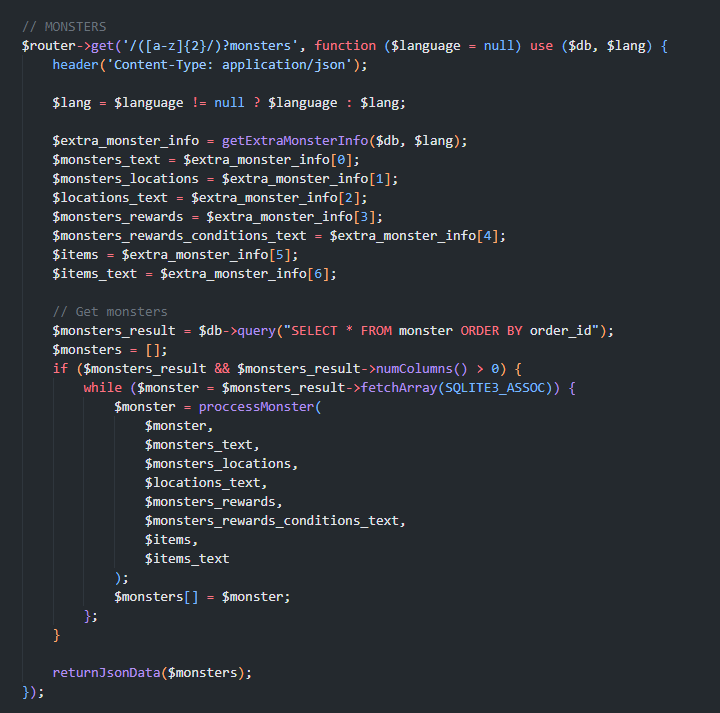 // MONSTERS
$router->get('/([a-z]{2}/)?monsters', function ($language = null) use ($db, $lang) {
    header('Content-Type: application/json');

    $lang = $language != null ? $language : $lang;

    $extra_monster_info = getExtraMonsterInfo($db, $lang);
    $monsters_text = $extra_monster_info[0];
    $monsters_locations = $extra_monster_info[1];
    $locations_text = $extra_monster_info[2];
    $monsters_rewards = $extra_monster_info[3];
    $monsters_rewards_conditions_text = $extra_monster_info[4];
    $items = $extra_monster_info[5];
    $items_text = $extra_monster_info[6];

    // Get monsters
    $monsters_result = $db->query("SELECT * FROM monster ORDER BY order_id");
    $monsters = [];
    if ($monsters_result && $monsters_result->numColumns() > 0) {
        while ($monster = $monsters_result->fetchArray(SQLITE3_ASSOC)) {
            $monster = proccessMonster(
                $monster,
                $monsters_text,
                $monsters_locations,
                $locations_text,
                $monsters_rewards,
                $monsters_rewards_conditions_text,
                $items,
                $items_text
            );
            $monsters[] = $monster;
        };
    }

    returnJsonData($monsters);
});